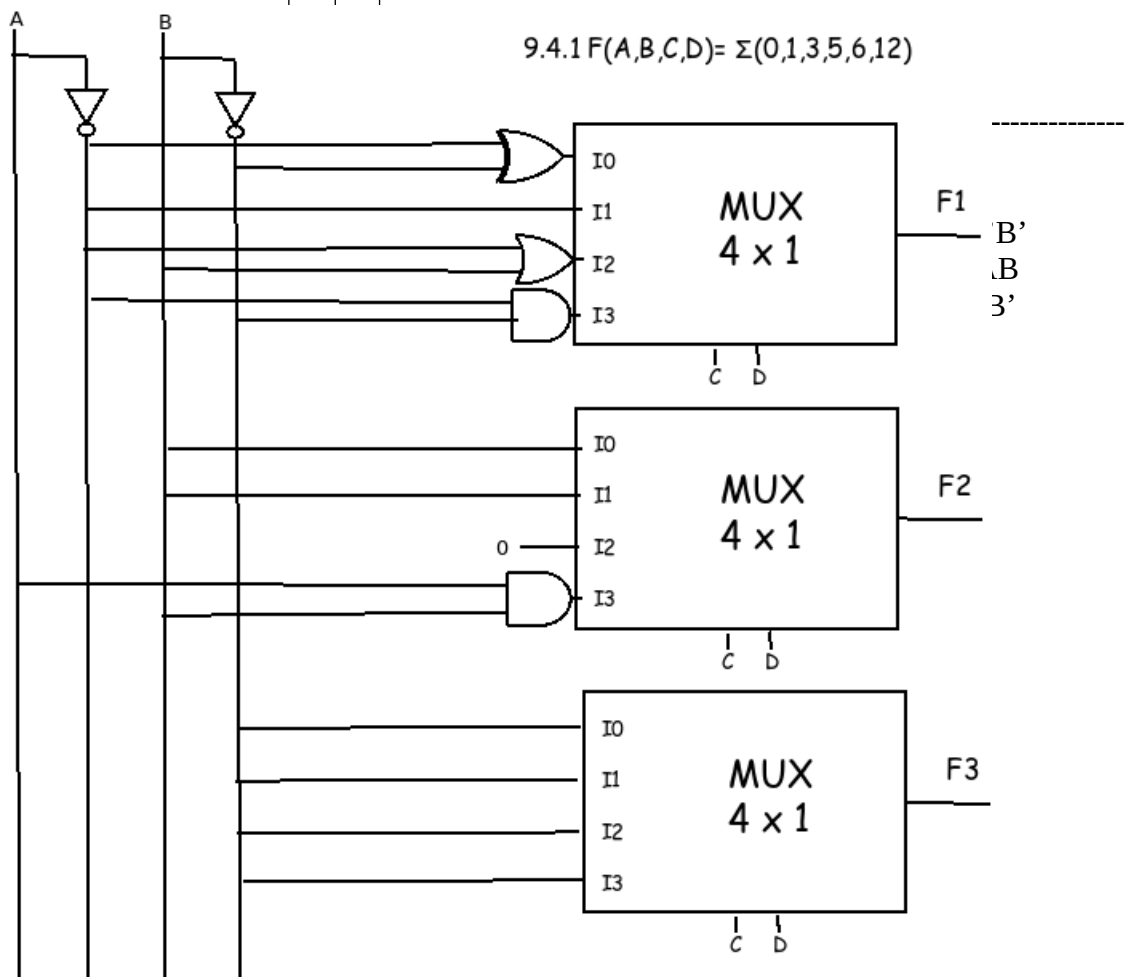 A
B
9.4.1 F(A,B,C,D)= Σ(0,1,3,5,6,12)
I0
I1
I2
I3
MUX
4 x 1
F1
C D
’B’
AB
B’
I0
I1
0
I2
I3
MUX
4 x 1
F2
C D
I0
I1
I2
I3
MUX
4 x 1
F3
C D